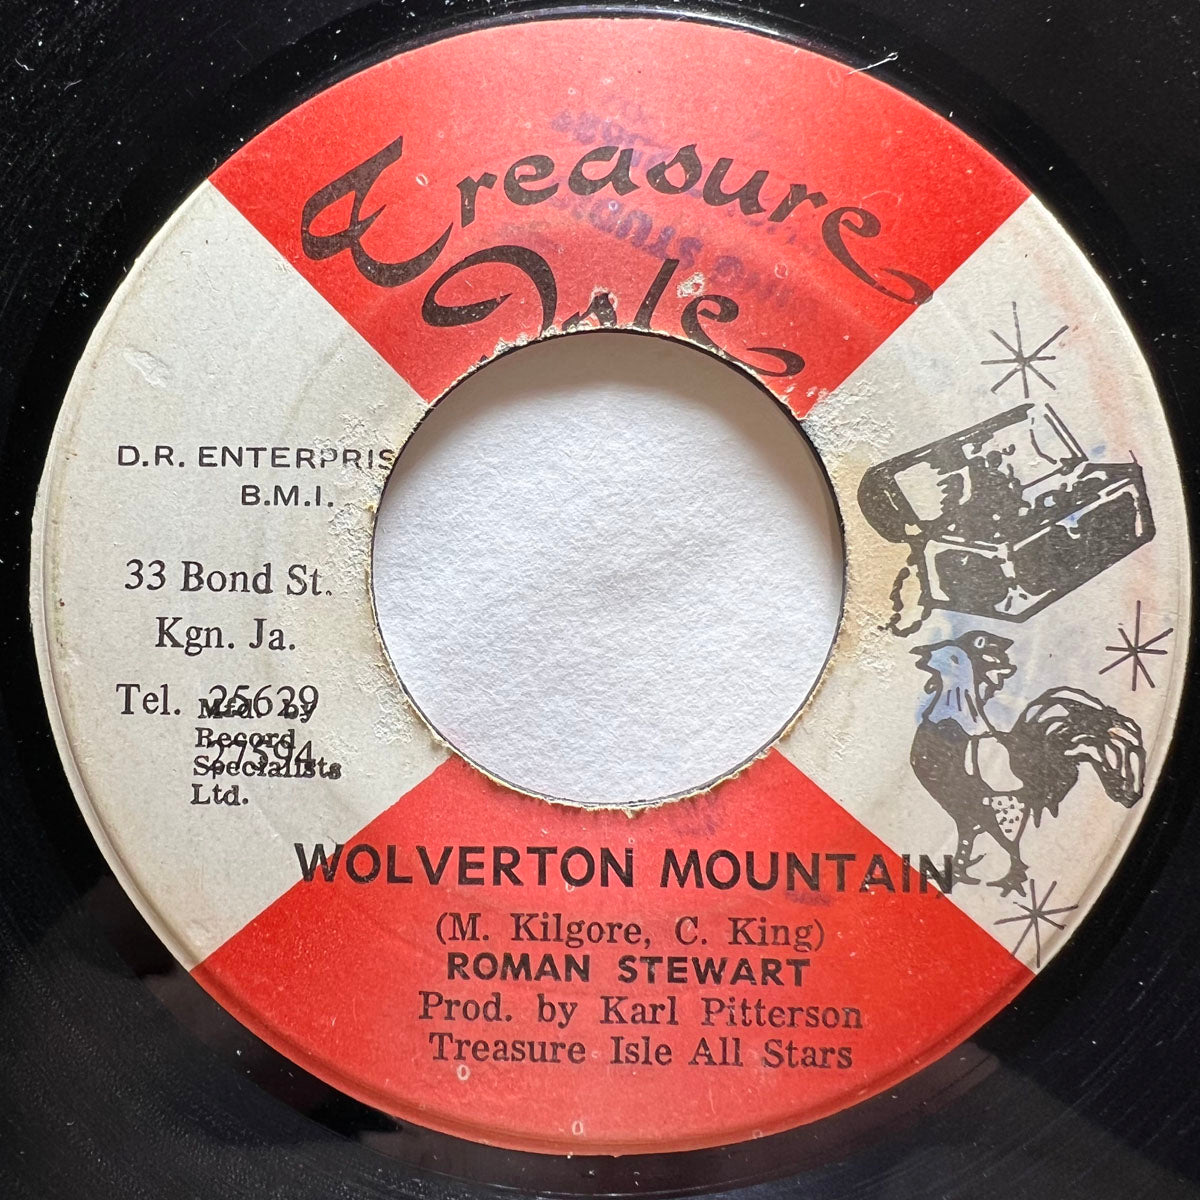 Treasure
Isle
D.R. ENTERPRIS
B.M.I.
33 Bond St.
Kgn. Ja.
Tel. 25629
27594
Mfd. by
Record
Specialists
Ltd.
WOLVERTON MOUNTAIN
(M. Kilgore, C. King)
ROMAN STEWART
Prod. by Karl Pitterson
Treasure Isle All Stars